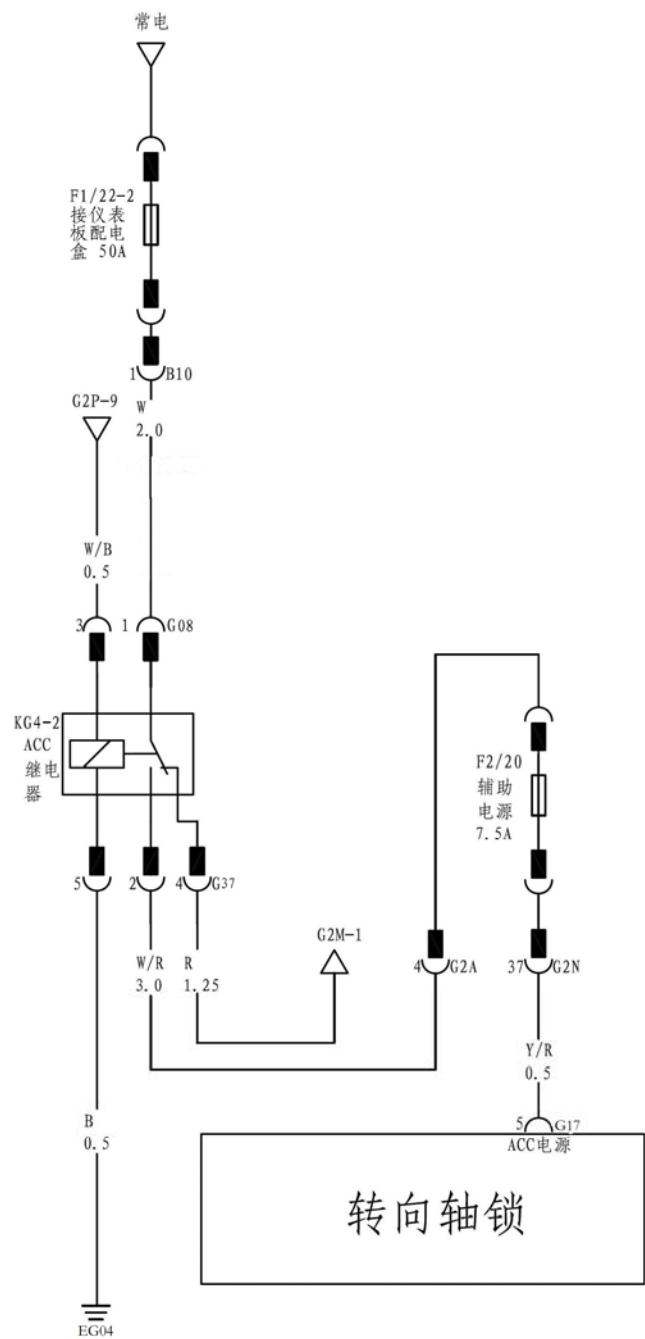 常电
F1/22-2
接仪表
板配电
盒 50A
1 B10
G2P-9
W
2.0
W/B
0.5
3 1 G08
KG4-2
ACC
继电
器
F2/20
辅助
电源
7.5A
5 2 4 G37
G2M-1
W/R R
3.0 1.25
4 G2A 37 G2N
Y/R
0.5
B
0.5
5 G17
ACC电源
转向轴锁
EG04